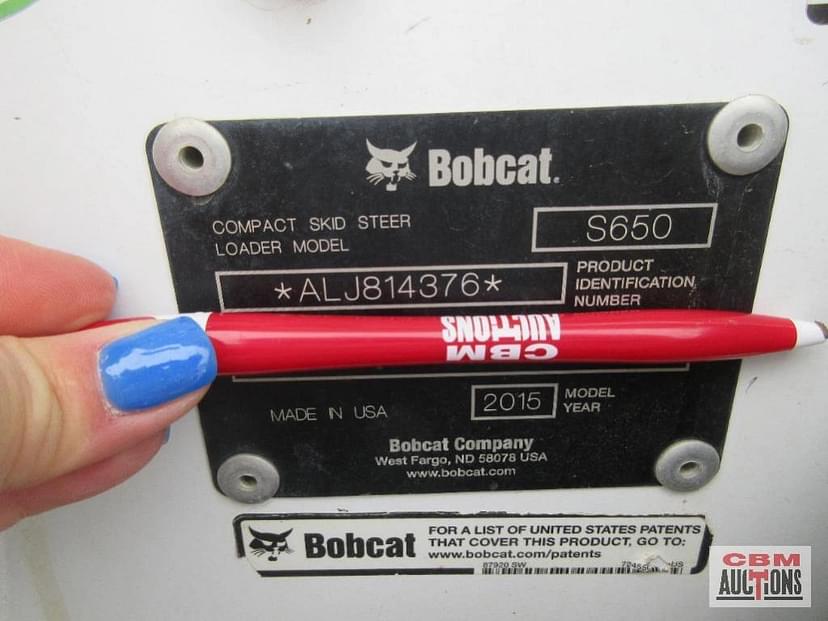 Bobcat.
COMPACT SKID STEER
LOADER MODEL
S650
*ALJ814376*
PRODUCT
IDENTIFICATION
NUMBER
CBM
AUCTIONS
MADE IN USA
2015
MODEL
YEAR
Bobcat Company
West Fargo, ND 58078 USA
www.bobcat.com
Bobcat
FOR A LIST OF UNITED STATES PATENTS
THAT COVER THIS PRODUCT, GO TO:
www.bobcat.com/patents
87920 SW
CBM
AUCTIONS